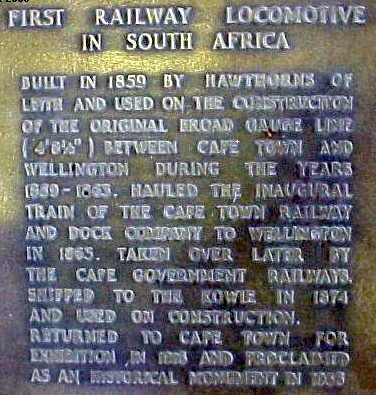 FIRST RAILWAY LOCOMOTIVE
IN SOUTH AFRICA
BUILT IN 1859 BY HAWTHORNS OF
LEITH AND USED ON THE CONSTRUCTION
OF THE ORIGINAL BROAD GAUGE LINE
(4'8½") BETWEEN CAPE TOWN AND
WELLINGTON DURING THE YEARS
1859-1863. HAULED THE INAUGURAL
TRAIN OF THE CAPE TOWN RAILWAY
AND DOCK COMPANY TO WELLINGTON
IN 1863. TAKEN OVER LATER BY
THE CAPE GOVERNMENT RAILWAYS.
SHIPPED TO THE KOWIE IN 1874
AND USED ON CONSTRUCTION.
RETURNED TO CAPE TOWN FOR
EXHIBITION IN AND PROCLAIMED
AS AN HISTORICAL MONUMENT IN 1936